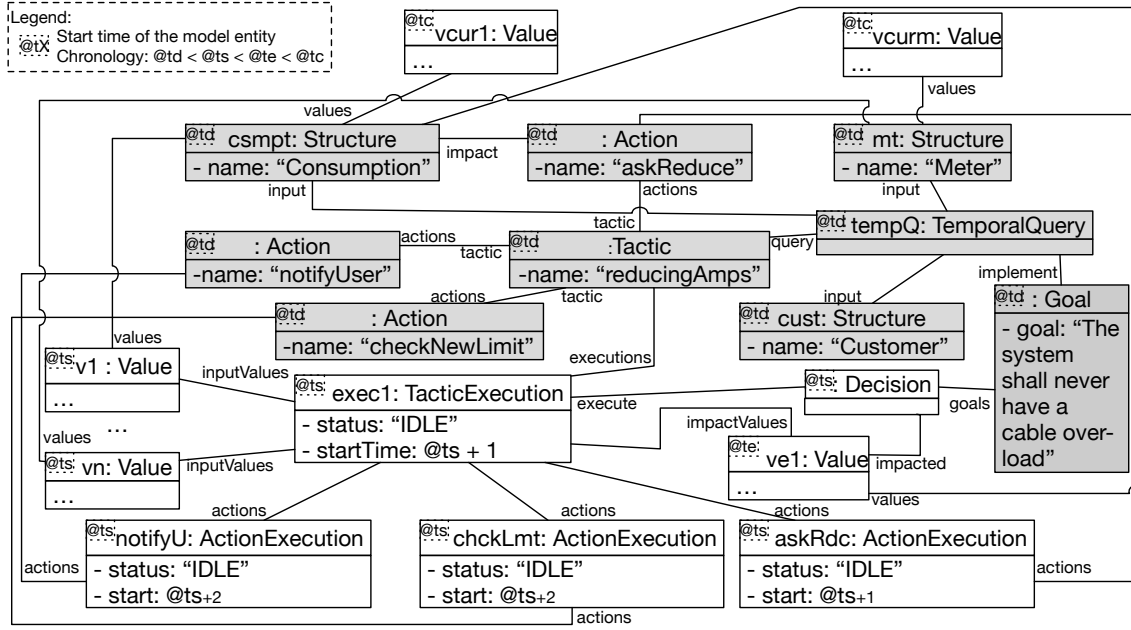 Legend:
@tX Start time of the model entity
Chronology: @td < @ts < @te < @tc
@tc vcur1: Value
...
@tc vcurm: Value
...
values
values
@td csmpt: Structure
- name: “Consumption”
impact
@td : Action
-name: “askReduce”
@td mt: Structure
- name: “Meter”
input
actions
input
tactic
@td tempQ: TemporalQuery
@td : Action
-name: “notifyUser”
actions
tactic
@td :Tactic
-name: “reducingAmps”
query
implement
actions
tactic
input
@td : Action
-name: “checkNewLimit”
@td cust: Structure
- name: “Customer”
@td : Goal
- goal: “The
system
shall never
have a
cable over-
load”
values
executions
@ts v1 : Value
...
inputValues
...
@ts exec1: TacticExecution
- status: “IDLE”
- startTime: @ts + 1
execute
@ts : Decision
goals
impactValues
values
@ts vn: Value
...
inputValues
@te ve1: Value
...
impacted
values
actions
actions
actions
@ts notifyU: ActionExecution
- status: “IDLE”
- start: @ts+2
actions
@ts chckLmt: ActionExecution
- status: “IDLE”
- start: @ts+2
actions
@ts askRdc: ActionExecution
- status: “IDLE”
- start: @ts+1
actions